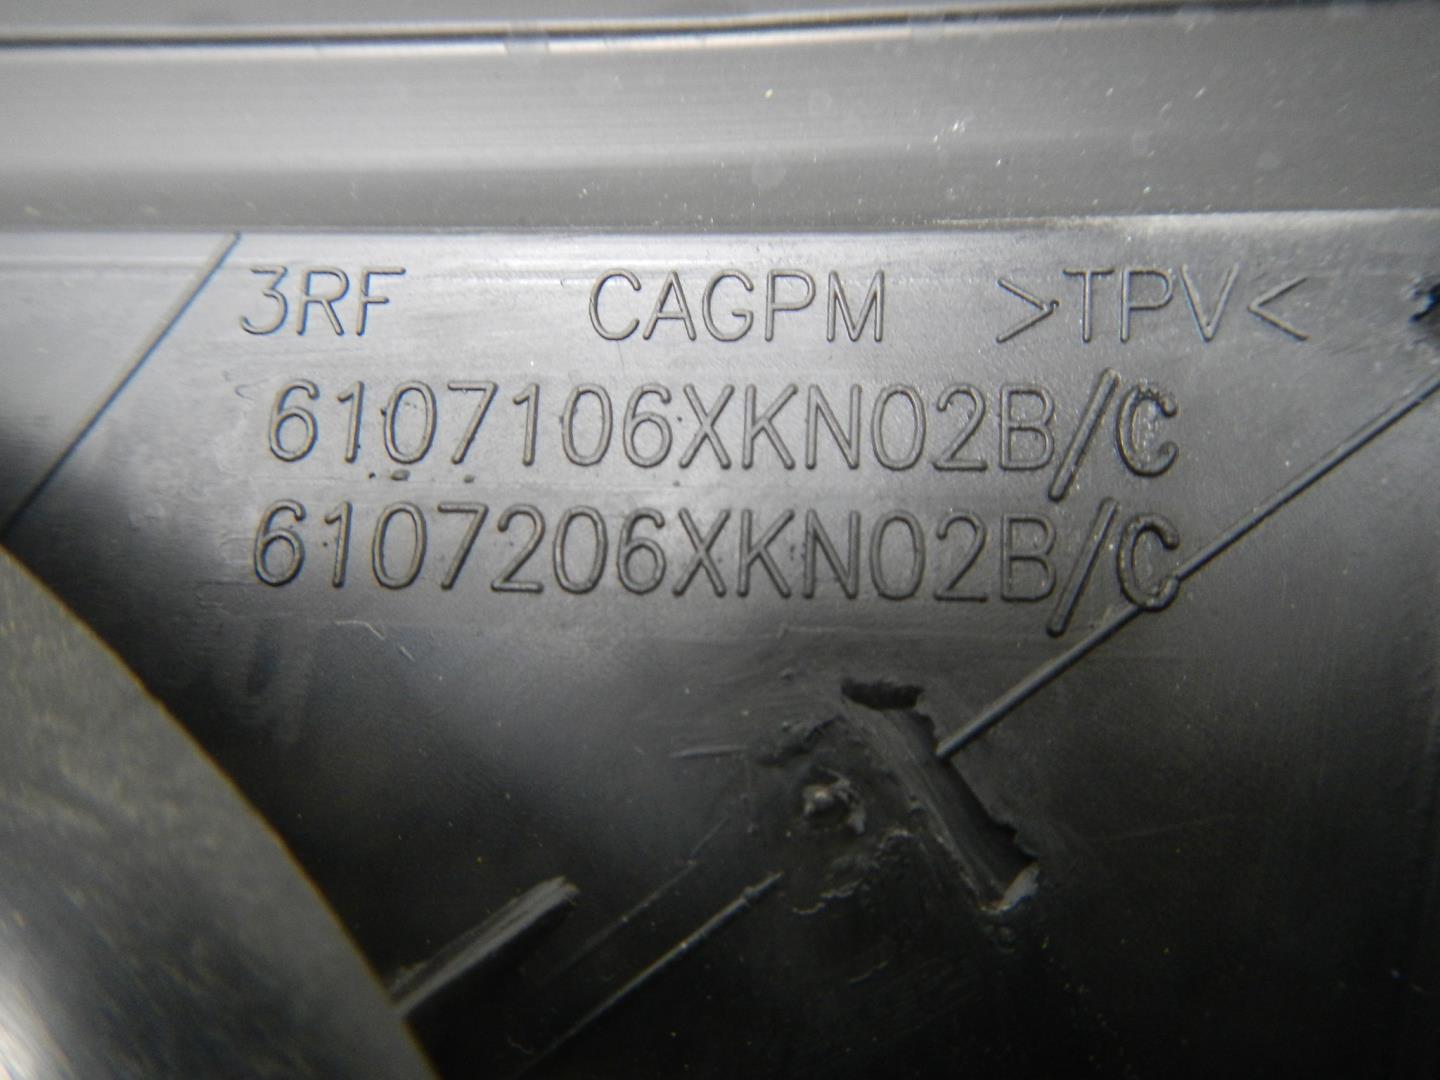 3RF CAGPM >TPV<
6107106XKN02B/C
6107206XKN02B/C